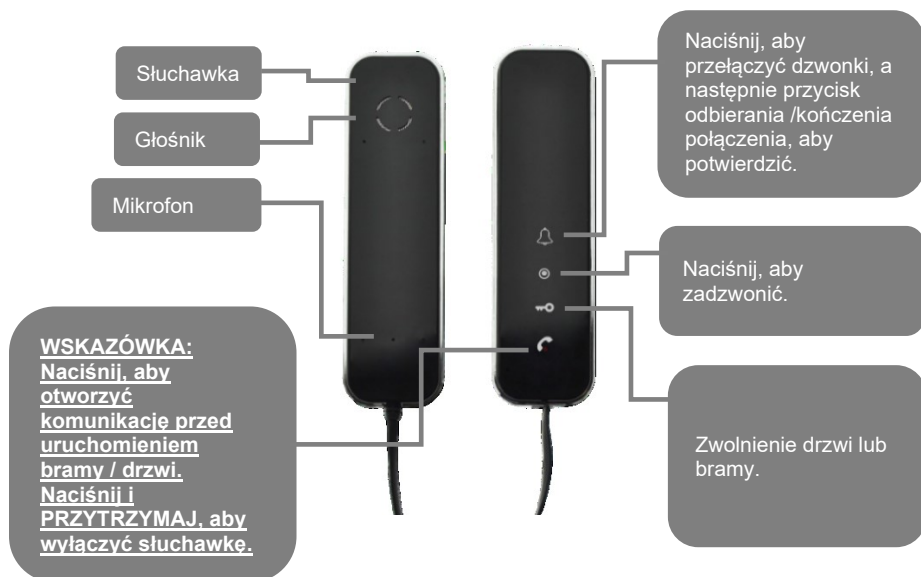 Słuchawka
Głośnik
Mikrofon
WSKAZÓWKA:
Naciśnij, aby
otworzyć
komunikację przed
uruchomieniem
bramy / drzwi.
Naciśnij i
PRZYTRZYMAJ, aby
wyłączyć słuchawkę.
Naciśnij, aby
przełączyć dzwonki, a
następnie przycisk
odbierania /kończenia
połączenia, aby
potwierdzić.
Naciśnij, aby
zadzwonić.
Zwolnienie drzwi lub
bramy.